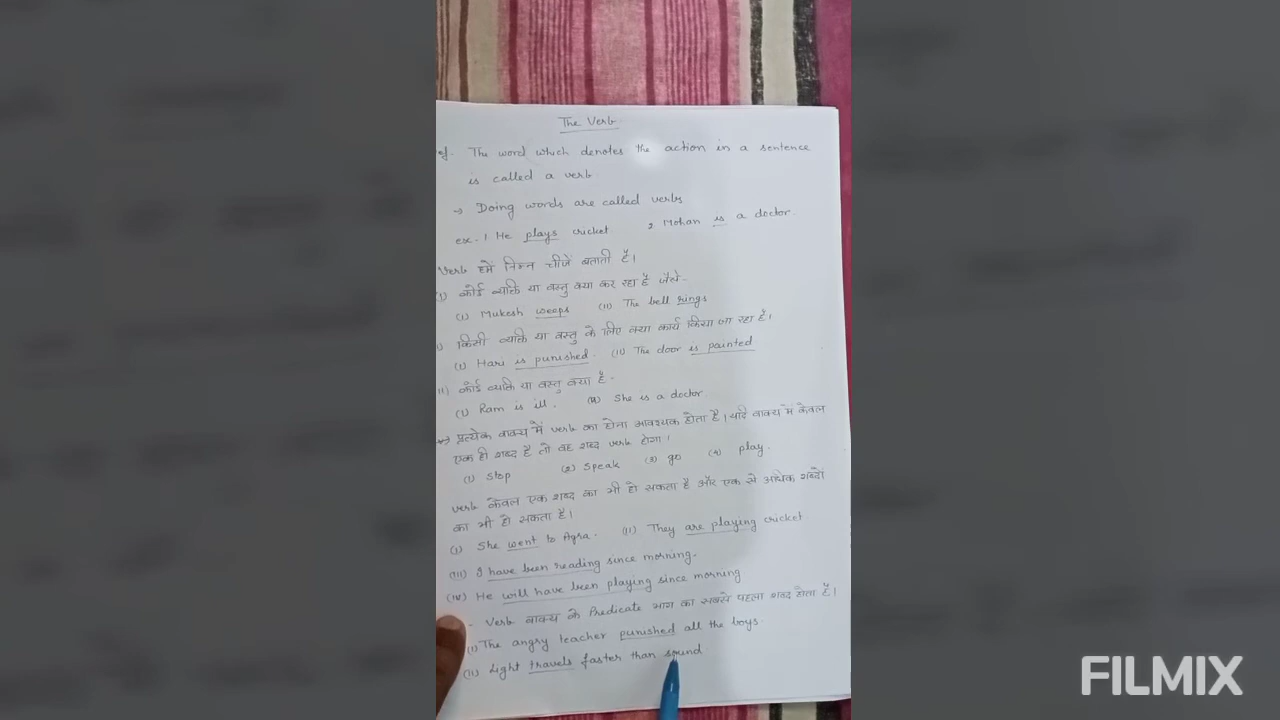 The Verb
ef. The word which denotes the action in a sentence
is called a verb.
→ Doing words are called verbs
ex. 1 He plays cricket. 2 Mohan is a doctor.
Verb हमें निम्न चीजें बताती है।
(I) कोई व्यक्ति या वस्तु क्या कर रहा है जैसे-
(I) Mukesh weeps (II) The bell rings
किसी व्यक्ति या वस्तु के लिए क्या कार्य किया जा रहा है।
(I) Hari is punished. (II) The door is painted
II) कोई व्यक्ति या वस्तु क्या है-
(I) Ram is ill. (II) She is a doctor.
प्रत्येक वाक्य में verb का होना आवश्यक होता है। यदि वाक्य में केवल
एक ही शब्द है तो वह शब्द verb होगा।
(1) Stop (2) Speak (3) go (4) play.
verb केवल एक शब्द का भी हो सकता है और एक से अधिक शब्दों
का भी हो सकता है।
(I) She went to Agra. (II) They are playing cricket
(III) I have been reading since morning.
(IV) He will have been playing since morning
- Verb वाक्य के Predicate भाग का सबसे पहला शब्द होता है।
(I) The angry teacher punished all the boys.
(II) Light travels faster than sound.
FILMIX